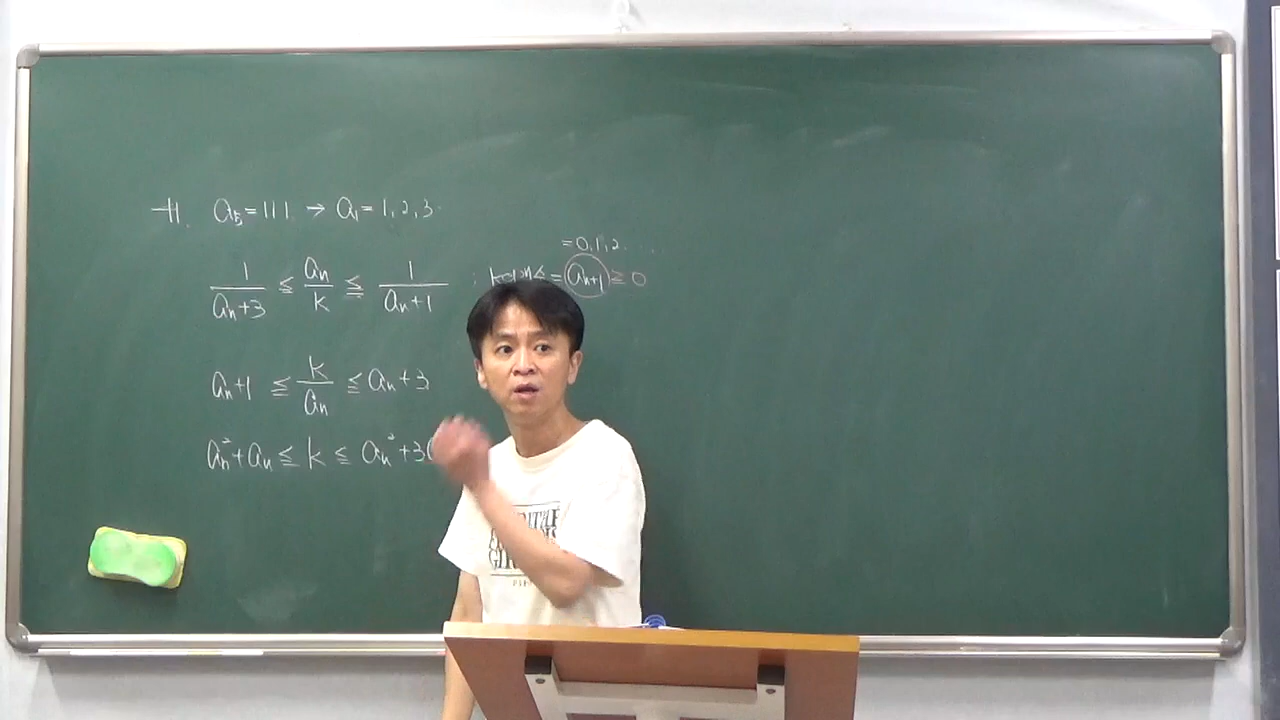 H. a₅=111 → a₁=1,2,3.
=0,1,2.....
1/(aₙ+3) ≦ aₙ/k ≦ 1/(aₙ+1) ; = aₙ₊₁ ≧ 0
aₙ+1 ≦ k/aₙ ≦ aₙ+3
aₙ²+aₙ ≦ k ≦ aₙ²+3